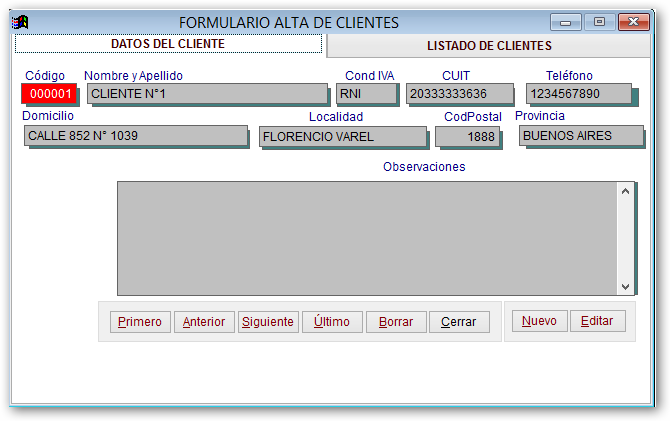 FORMULARIO ALTA DE CLIENTES
DATOS DEL CLIENTE LISTADO DE CLIENTES
Código Nombre y Apellido Cond IVA CUIT Teléfono
000001 CLIENTE N°1 RNI 20333333636 1234567890
Domicilio Localidad CodPostal Provincia
CALLE 852 N° 1039 FLORENCIO VAREL 1888 BUENOS AIRES
Observaciones
Primero Anterior Siguiente Último Borrar Cerrar Nuevo Editar